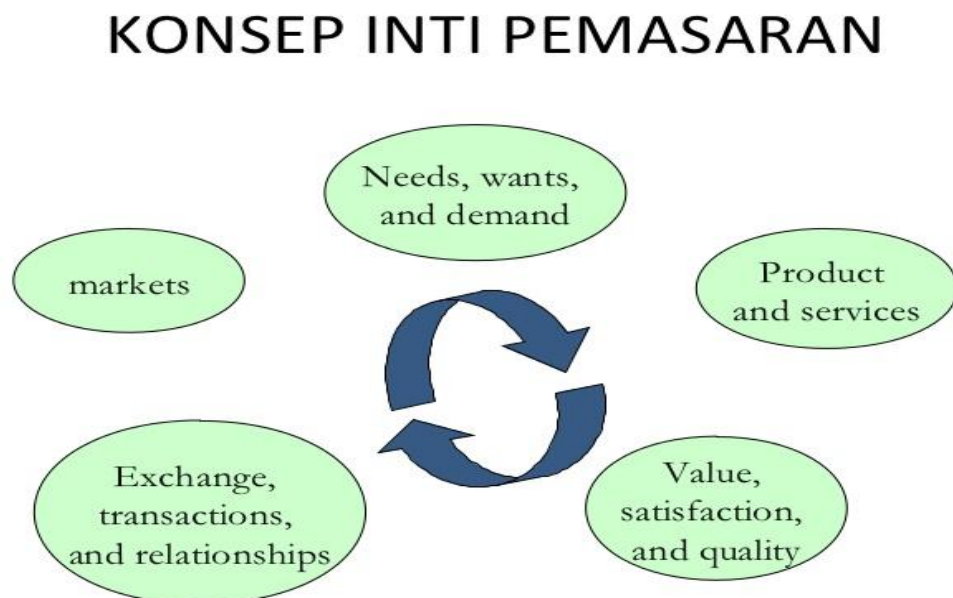 KONSEP INTI PEMASARAN
Needs, wants,
and demand
markets
Product
and services
Exchange,
transactions,
and relationships
Value,
satisfaction,
and quality